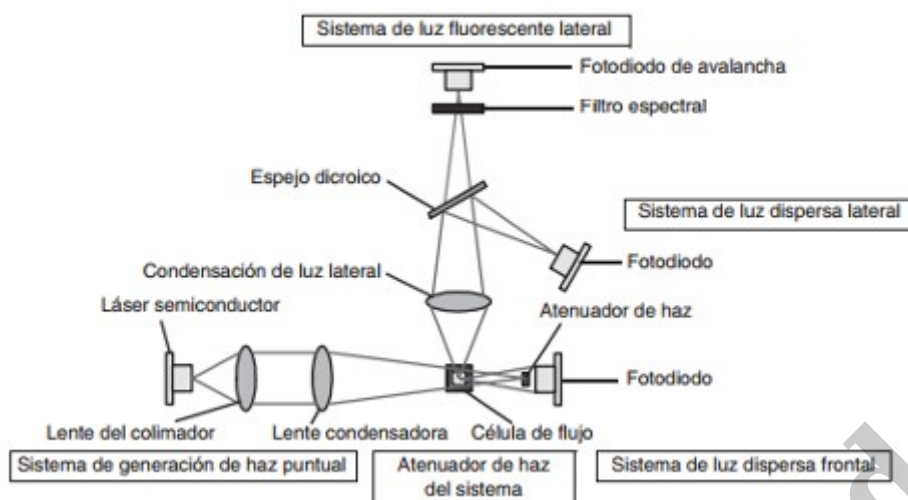 Sistema de luz fluorescente lateral
Fotodiodo de avalancha
Filtro espectral
Espejo dicroico
Sistema de luz dispersa lateral
Fotodiodo
Condensación de luz lateral
Láser semiconductor
Atenuador de haz
Fotodiodo
Lente del colimador
Lente condensadora
Célula de flujo
Sistema de generación de haz puntual
Atenuador de haz
del sistema
Sistema de luz dispersa frontal